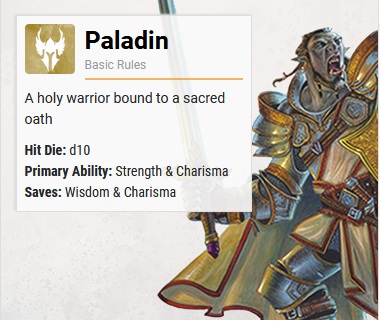 Paladin
Basic Rules
A holy warrior bound to a sacred
oath
Hit Die: d10
Primary Ability: Strength & Charisma
Saves: Wisdom & Charisma